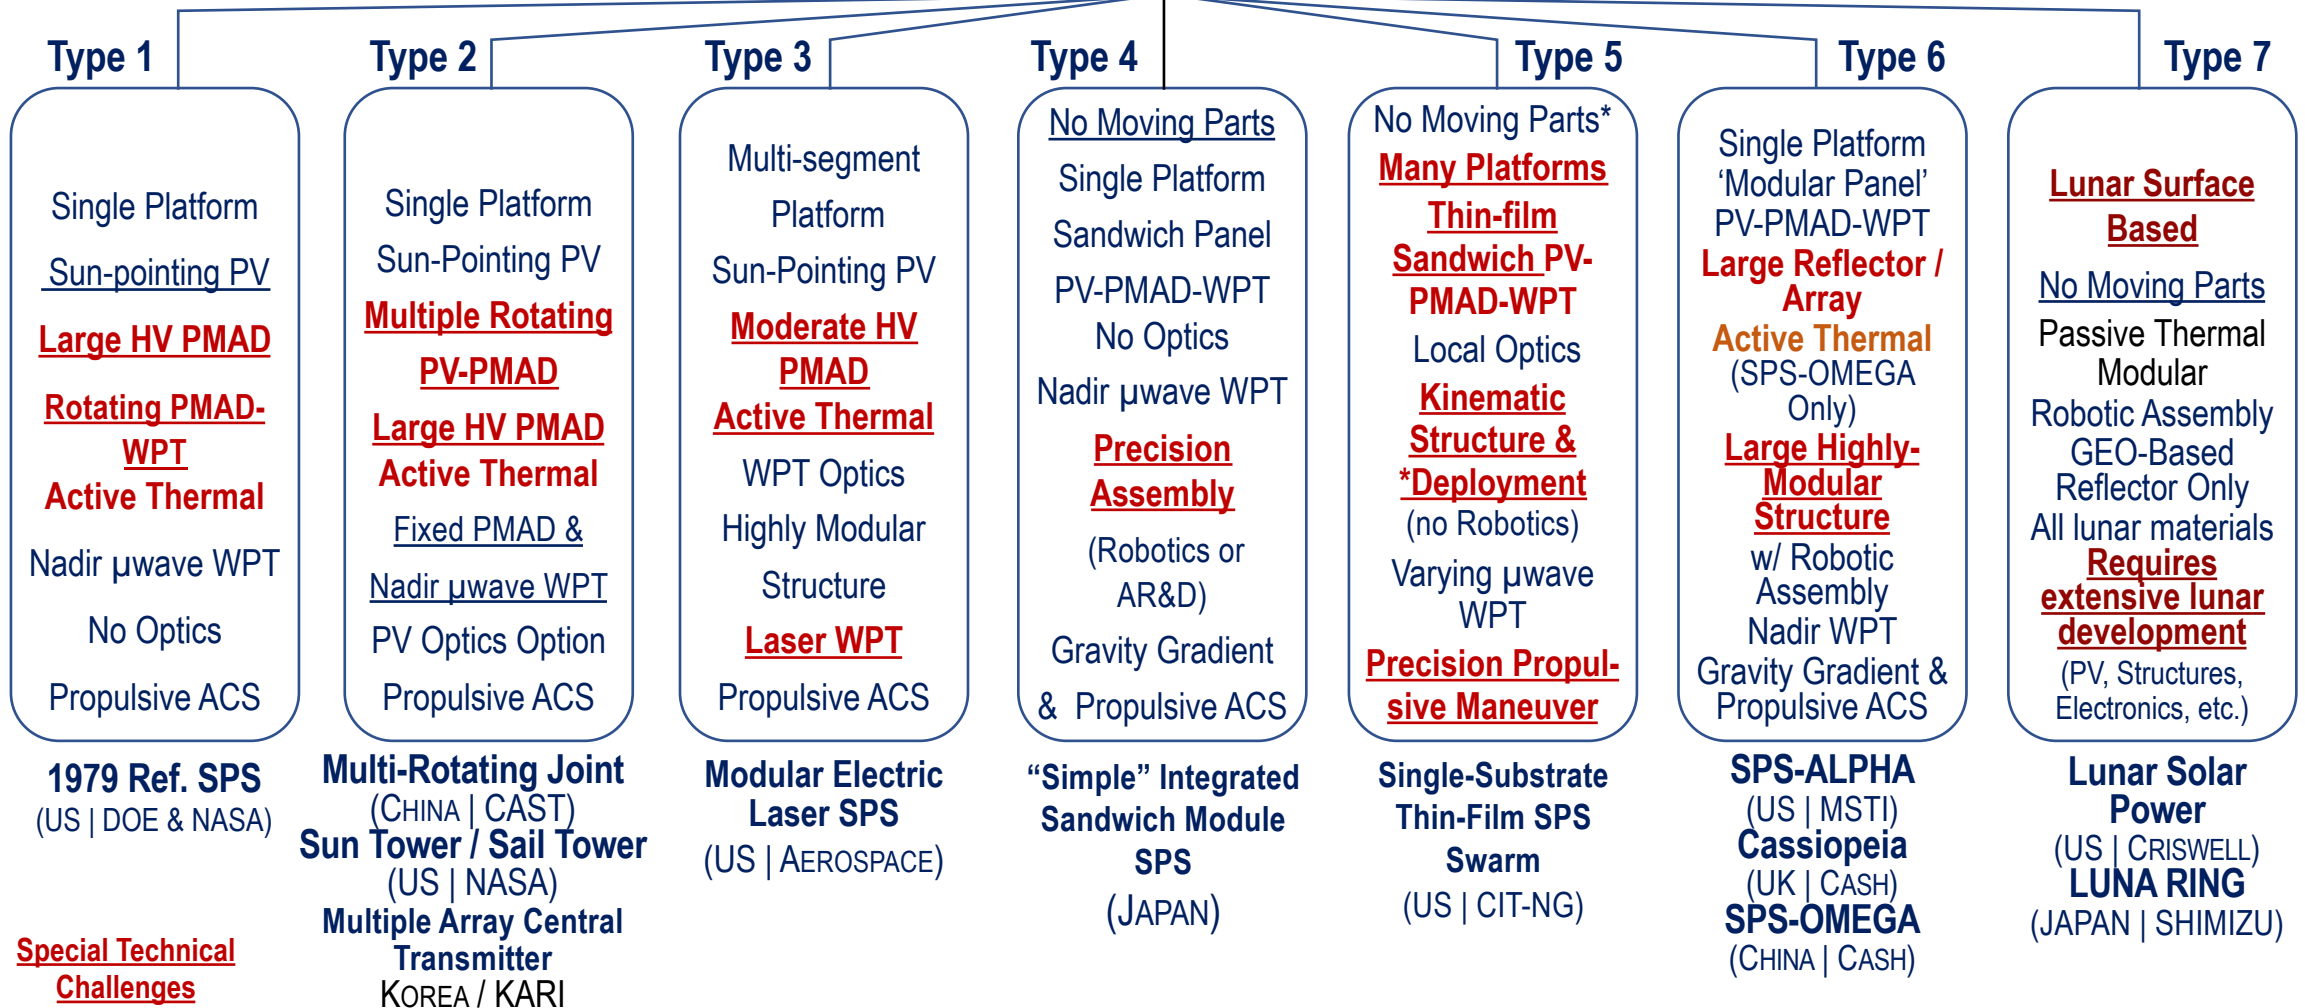 Type 1
Single Platform
Sun-pointing PV
Large HV PMAD
Rotating PMAD-
WPT
Active Thermal
Nadir µwave WPT
No Optics
Propulsive ACS
1979 Ref. SPS
(US | DOE & NASA)
Type 2
Single Platform
Sun-Pointing PV
Multiple Rotating
PV-PMAD
Large HV PMAD
Active Thermal
Fixed PMAD &
Nadir µwave WPT
PV Optics Option
Propulsive ACS
Multi-Rotating Joint
(CHINA | CAST)
Sun Tower / Sail Tower
(US | NASA)
Multiple Array Central
Transmitter
KOREA / KARI
Type 3
Multi-segment
Platform
Sun-Pointing PV
Moderate HV
PMAD
Active Thermal
WPT Optics
Highly Modular
Structure
Laser WPT
Propulsive ACS
Modular Electric
Laser SPS
(US | AEROSPACE)
Type 4
No Moving Parts
Single Platform
Sandwich Panel
PV-PMAD-WPT
No Optics
Nadir µwave WPT
Precision
Assembly
(Robotics or
AR&D)
Gravity Gradient
& Propulsive ACS
“Simple” Integrated
Sandwich Module
SPS
(JAPAN)
Type 5
No Moving Parts*
Many Platforms
Thin-film
Sandwich PV-
PMAD-WPT
Local Optics
Kinematic
Structure &
*Deployment
(no Robotics)
Varying µwave
WPT
Precision Propul-
sive Maneuver
Single-Substrate
Thin-Film SPS
Swarm
(US | CIT-NG)
Type 6
Single Platform
‘Modular Panel’
PV-PMAD-WPT
Large Reflector /
Array
Active Thermal
(SPS-OMEGA
Only)
Large Highly-
Modular
Structure
w/ Robotic
Assembly
Nadir WPT
Gravity Gradient &
Propulsive ACS
SPS-ALPHA
(US | MSTI)
Cassiopeia
(UK | CASH)
SPS-OMEGA
(CHINA | CASH)
Type 7
Lunar Surface
Based
No Moving Parts
Passive Thermal
Modular
Robotic Assembly
GEO-Based
Reflector Only
All lunar materials
Requires
extensive lunar
development
(PV, Structures,
Electronics, etc.)
Lunar Solar
Power
(US | CRISWELL)
LUNA RING
(JAPAN | SHIMIZU)
Special Technical
Challenges